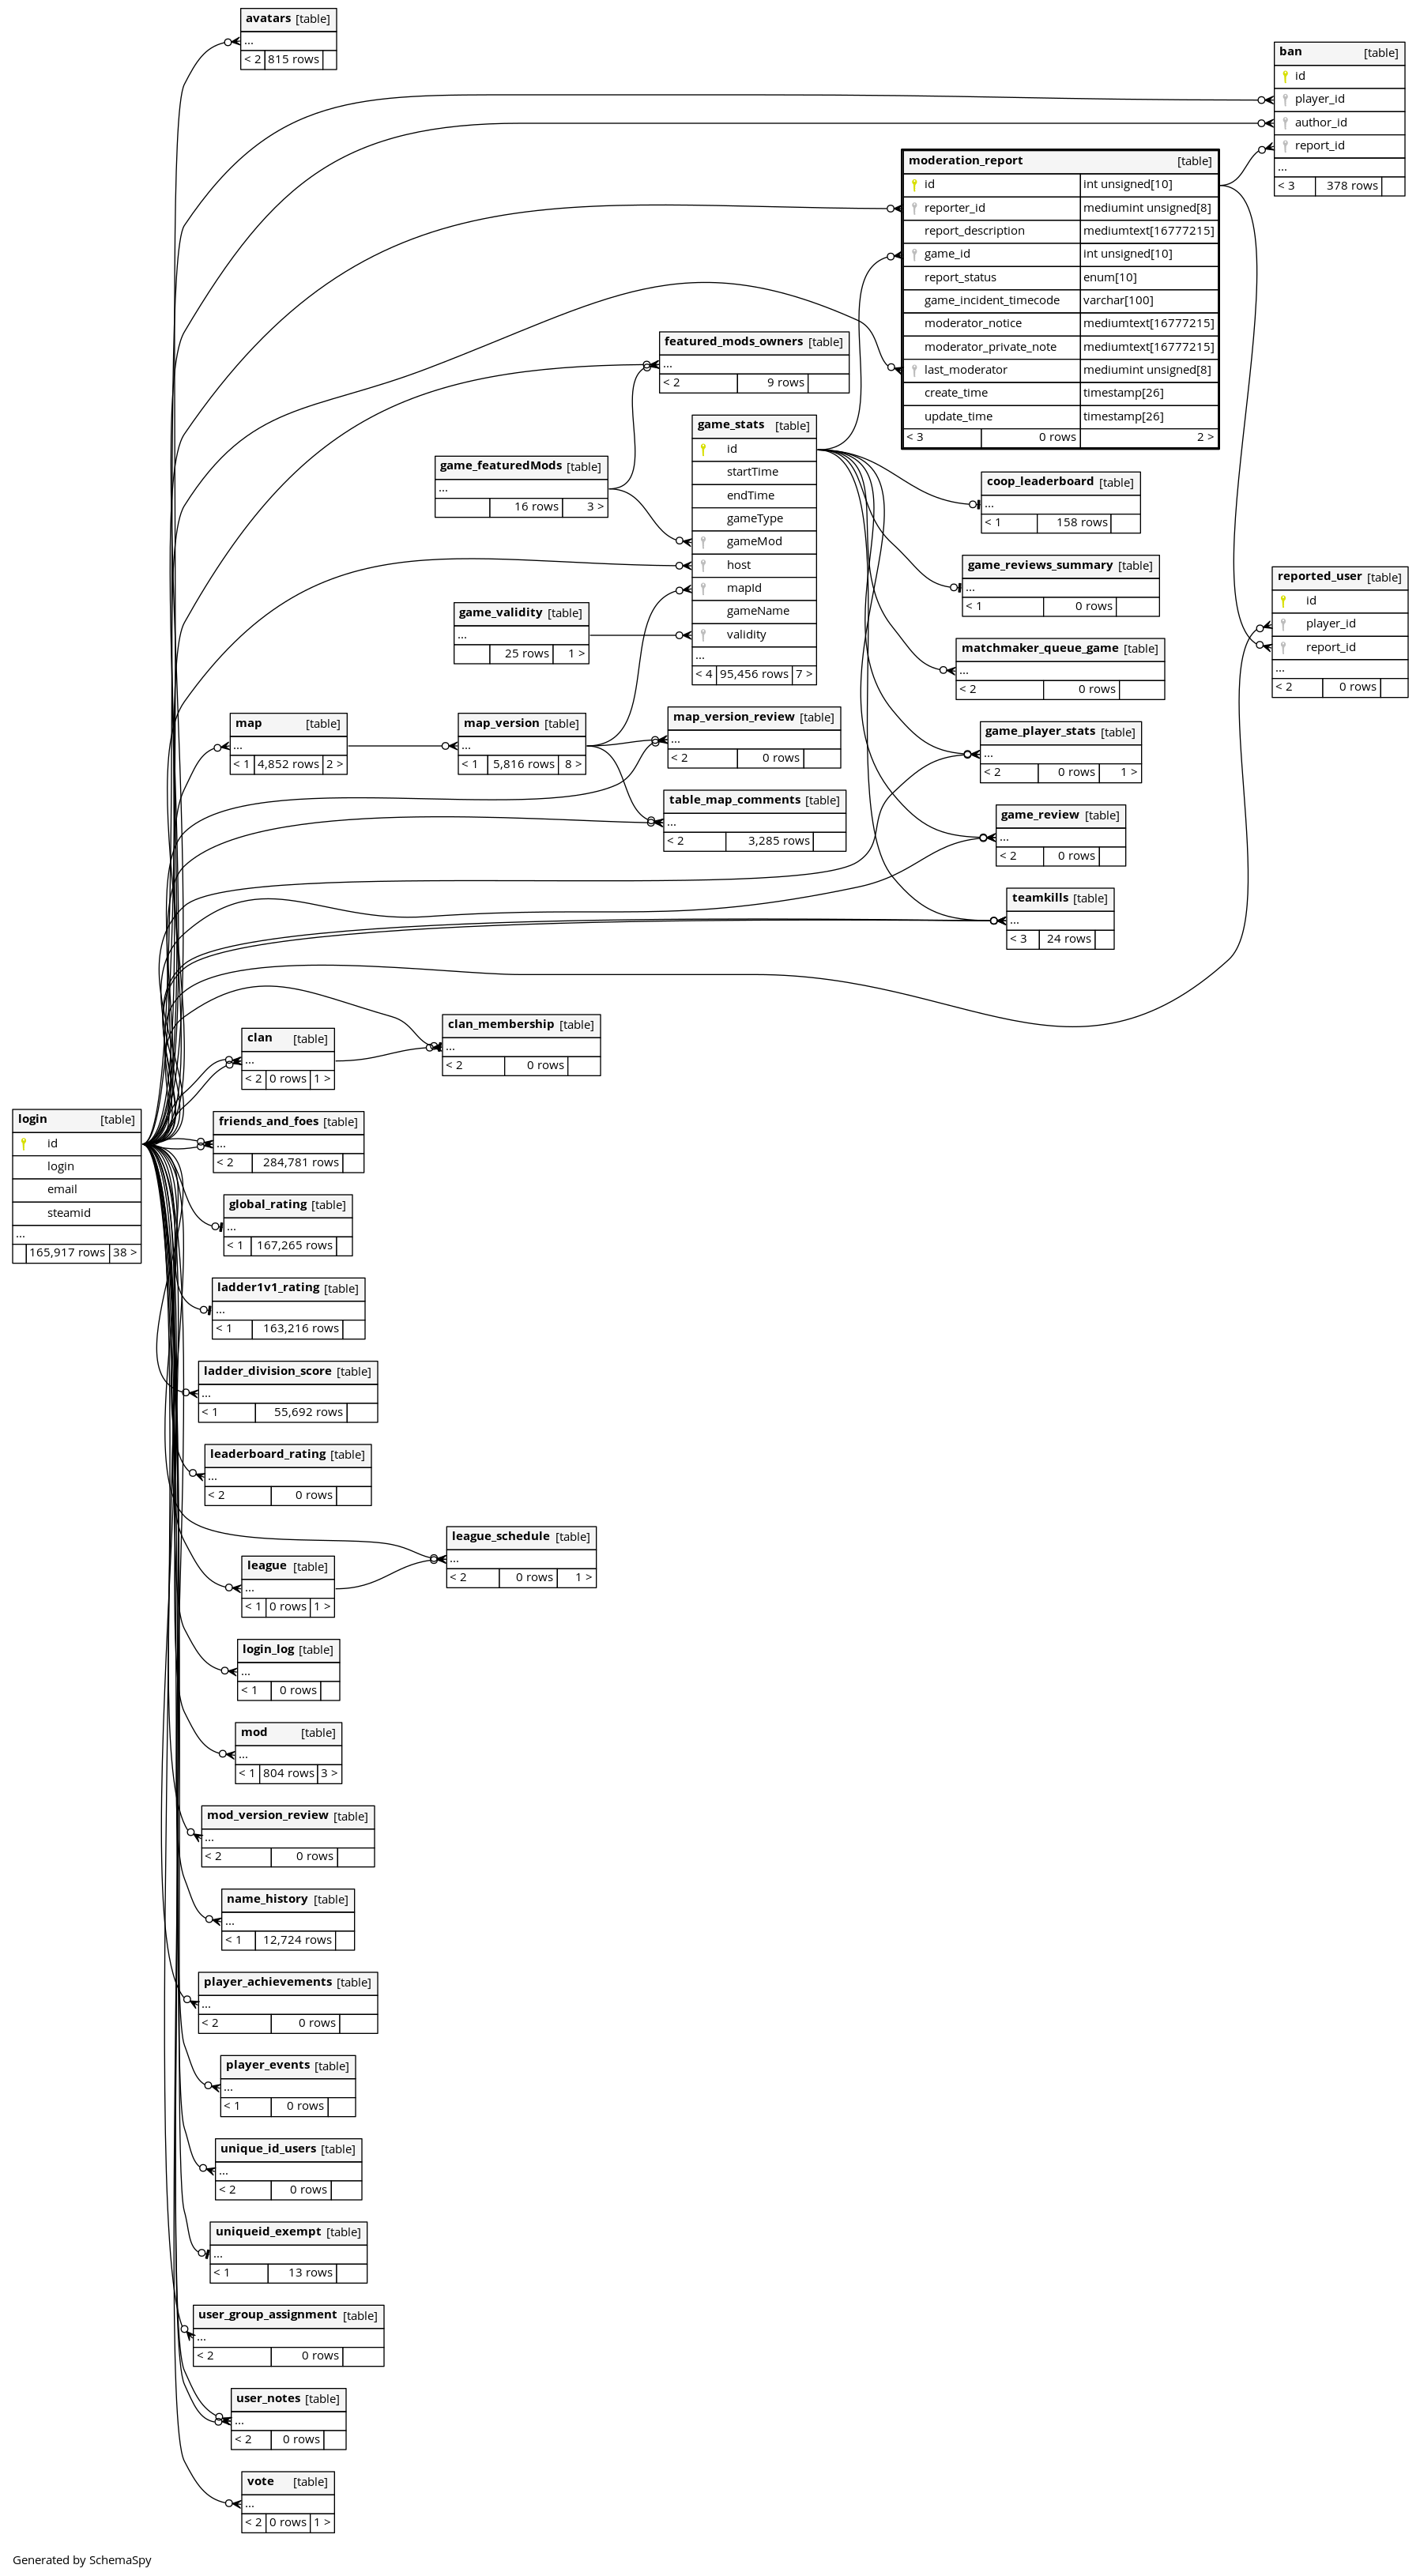 avatars [table]
...
< 2 815 rows
ban [table]
id
player_id
author_id
report_id
...
< 3 378 rows
moderation_report [table]
id int unsigned[10]
reporter_id mediumint unsigned[8]
report_description mediumtext[16777215]
game_id int unsigned[10]
report_status enum[10]
game_incident_timecode varchar[100]
moderator_notice mediumtext[16777215]
moderator_private_note mediumtext[16777215]
last_moderator mediumint unsigned[8]
create_time timestamp[26]
update_time timestamp[26]
< 3 0 rows 2 >
featured_mods_owners [table]
...
< 2 9 rows
game_stats [table]
id
startTime
endTime
gameType
gameMod
host
mapId
gameName
validity
...
< 4 95,456 rows 7 >
game_featuredMods [table]
...
16 rows 3 >
coop_leaderboard [table]
...
< 1 158 rows
game_reviews_summary [table]
...
< 1 0 rows
reported_user [table]
id
player_id
report_id
...
< 2 0 rows
game_validity [table]
...
25 rows 1 >
matchmaker_queue_game [table]
...
< 2 0 rows
map [table]
...
< 1 4,852 rows 2 >
map_version [table]
...
< 1 5,816 rows 8 >
map_version_review [table]
...
< 2 0 rows
game_player_stats [table]
...
< 2 0 rows 1 >
table_map_comments [table]
...
< 2 3,285 rows
game_review [table]
...
< 2 0 rows
teamkills [table]
...
< 3 24 rows
clan_membership [table]
...
< 2 0 rows
clan [table]
...
< 2 0 rows 1 >
login [table]
id
login
email
steamid
...
165,917 rows 38 >
friends_and_foes [table]
...
< 2 284,781 rows
global_rating [table]
...
< 1 167,265 rows
ladder1v1_rating [table]
...
< 1 163,216 rows
ladder_division_score [table]
...
< 1 55,692 rows
leaderboard_rating [table]
...
< 2 0 rows
league_schedule [table]
...
< 2 0 rows 1 >
league [table]
...
< 1 0 rows 1 >
login_log [table]
...
< 1 0 rows
mod [table]
...
< 1 804 rows 3 >
mod_version_review [table]
...
< 2 0 rows
name_history [table]
...
< 1 12,724 rows
player_achievements [table]
...
< 2 0 rows
player_events [table]
...
< 1 0 rows
unique_id_users [table]
...
< 2 0 rows
uniqueid_exempt [table]
...
< 1 13 rows
user_group_assignment [table]
...
< 2 0 rows
user_notes [table]
...
< 2 0 rows
vote [table]
...
< 2 0 rows 1 >
Generated by SchemaSpy